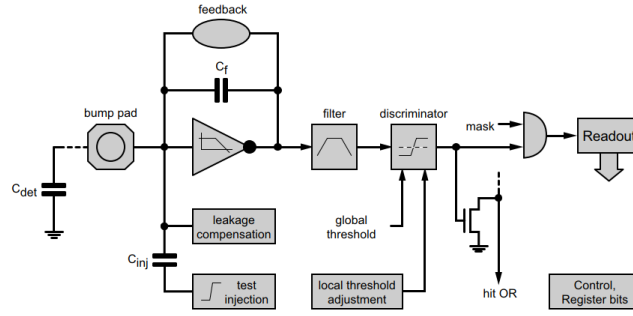 feedback
Cf
bump pad
filter
discriminator
mask
Readout
Cdet
leakage
compensation
global
threshold
Cinj
test
injection
local threshold
adjustment
hit OR
Control,
Register bits